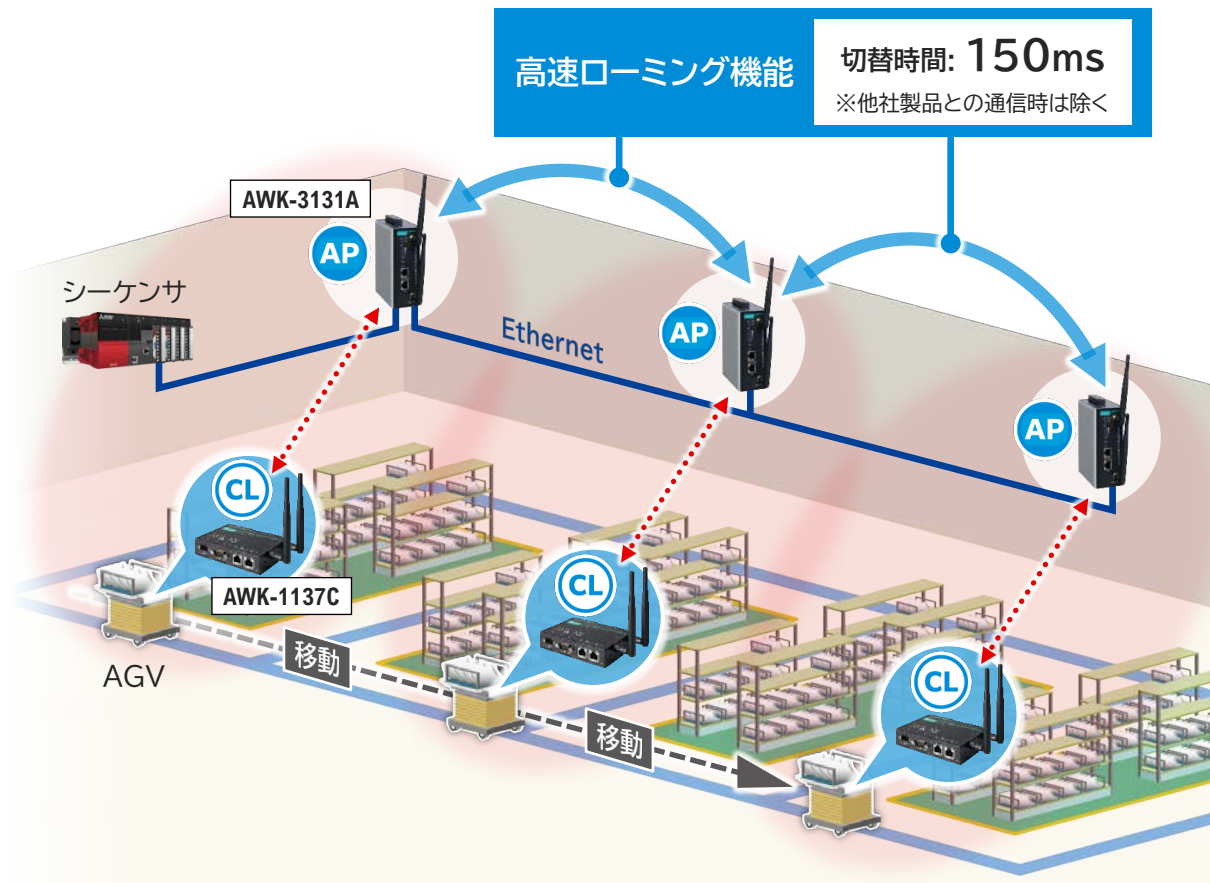 高速ローミング機能
切替時間: 150ms
※他社製品との通信時は除く
AWK-3131A
AP
シーケンサ
Ethernet
AP
AP
CL
AWK-1137C
CL
移動
AGV
CL
移動